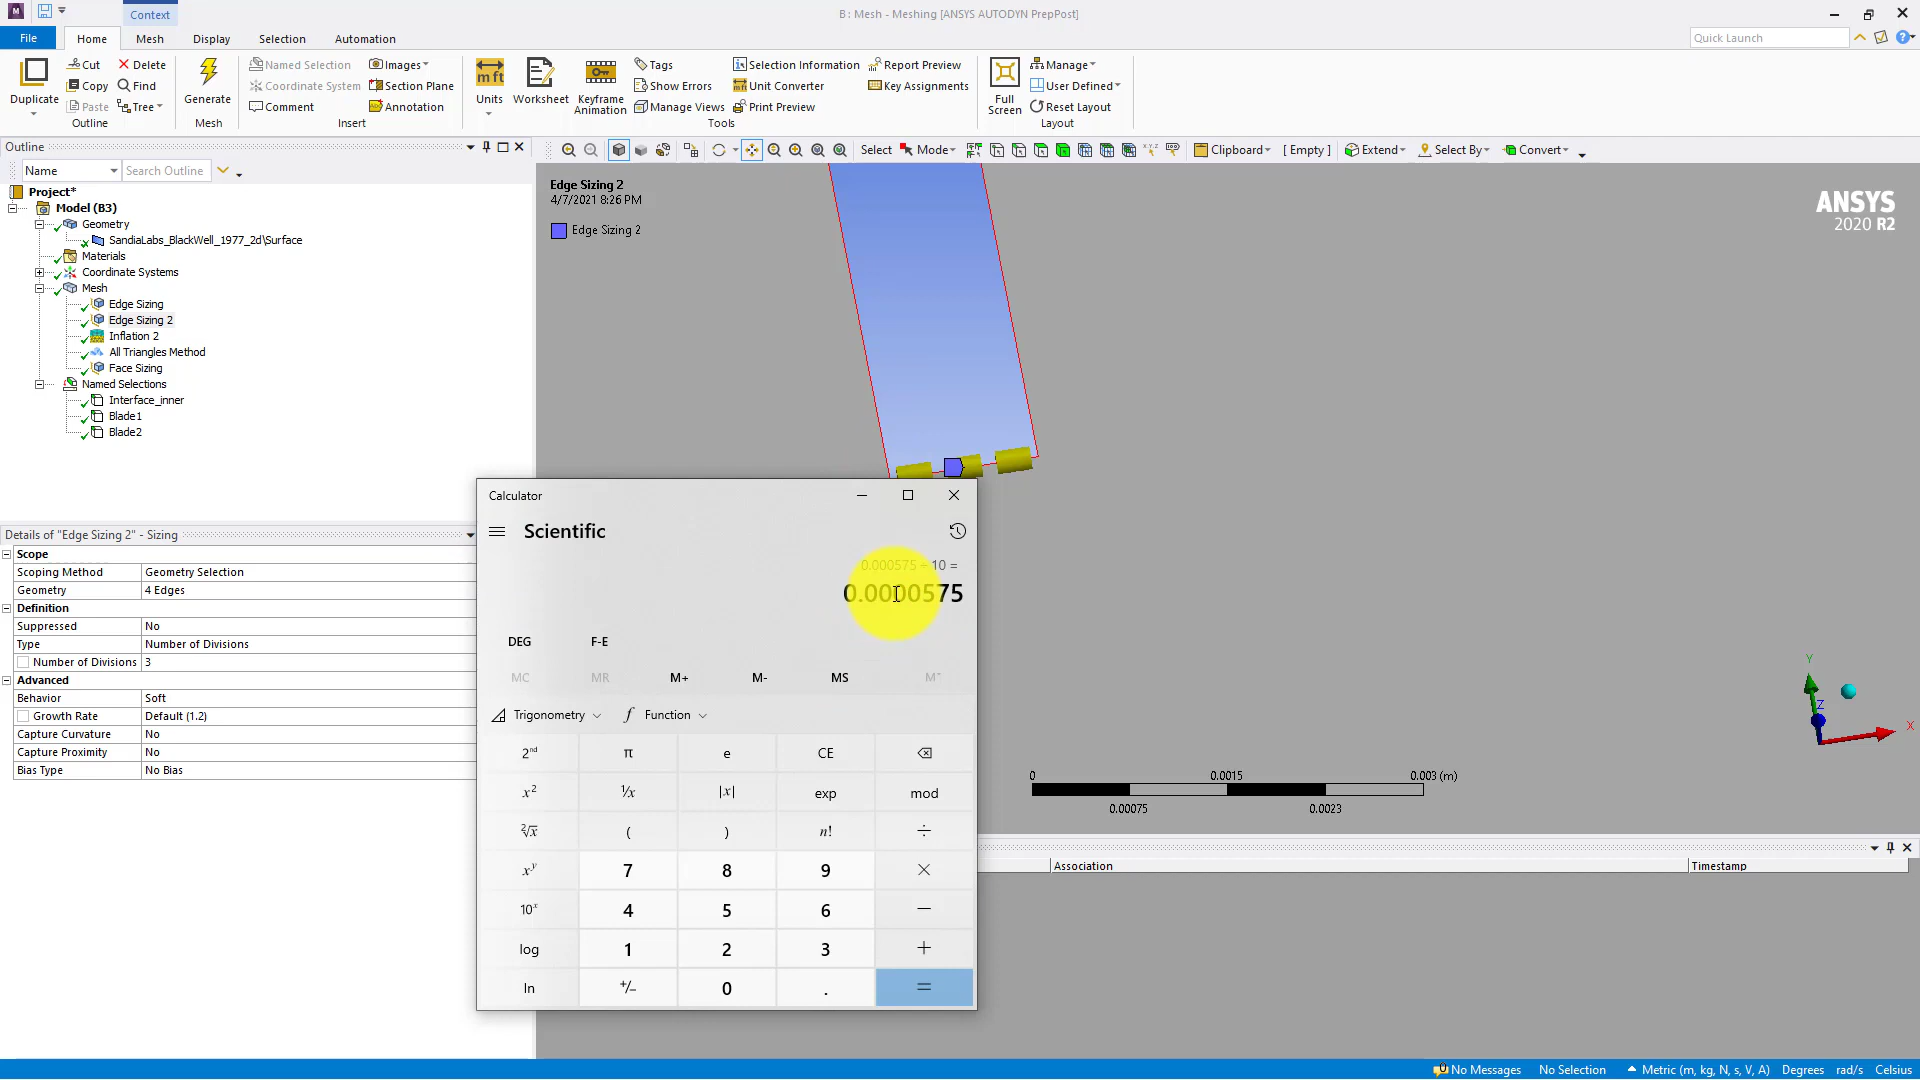 Context
B : Mesh - Meshing [ANSYS AUTODYN PrepPost]
File
Home
Mesh
Display
Selection
Automation
Quick Launch
Duplicate
Cut
Delete
Copy
Find
Paste
Tree
Outline
Generate
Mesh
Named Selection
Coordinate System
Comment
Images
Section Plane
Annotation
Insert
Units
Worksheet
Keyframe
Animation
Tags
Show Errors
Manage Views
Selection Information
Unit Converter
Print Preview
Report Preview
Key Assignments
Tools
Full
Screen
Manage
User Defined
Reset Layout
Layout
Outline
Name
Search Outline
Select
Mode
Clipboard
[ Empty ]
Extend
Select By
Convert
Project*
Model (B3)
Geometry
SandiaLabs_BlackWell_1977_2d\Surface
Materials
Coordinate Systems
Mesh
Edge Sizing
Edge Sizing 2
Inflation 2
All Triangles Method
Face Sizing
Named Selections
Interface_inner
Blade1
Blade2
Edge Sizing 2
4/7/2021 8:26 PM
Edge Sizing 2
ANSYS
2020 R2
Details of "Edge Sizing 2" - Sizing
Scope
Scoping Method Geometry Selection
Geometry 4 Edges
Definition
Suppressed No
Type Number of Divisions
Number of Divisions 3
Advanced
Behavior Soft
Growth Rate Default (1.2)
Capture Curvature No
Capture Proximity No
Bias Type No Bias
Calculator
Scientific
0.000575 ÷ 10 =
0.0000575
DEG F-E
MC MR M+ M- MS M˅
Trigonometry Function
2nd π e CE
x² ¹/x |x| exp mod
²√x ( ) n! ÷
xʸ 7 8 9 ×
10ˣ 4 5 6 −
log 1 2 3 +
ln +/− 0 . =
Y
Z
X
0 0.0015 0.003 (m)
0.00075 0.0023
Association Timestamp
No Messages No Selection Metric (m, kg, N, s, V, A) Degrees rad/s Celsius